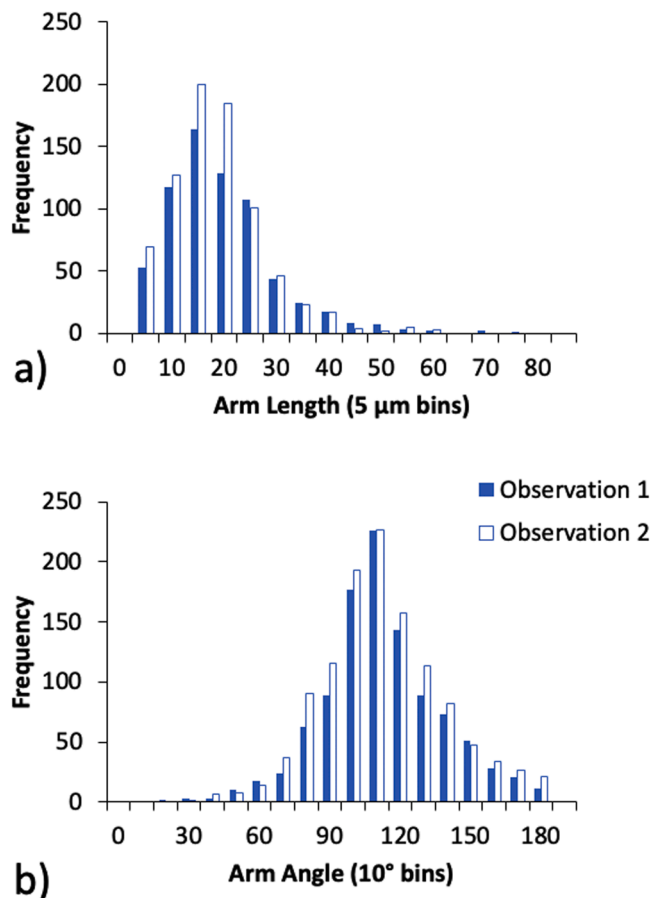 250
200
150
100
50
0
Frequency
0 10 20 30 40 50 60 70 80
Arm Length (5 µm bins)
a)
Observation 1
Observation 2
250
200
150
100
50
0
Frequency
0 30 60 90 120 150 180
Arm Angle (10° bins)
b)